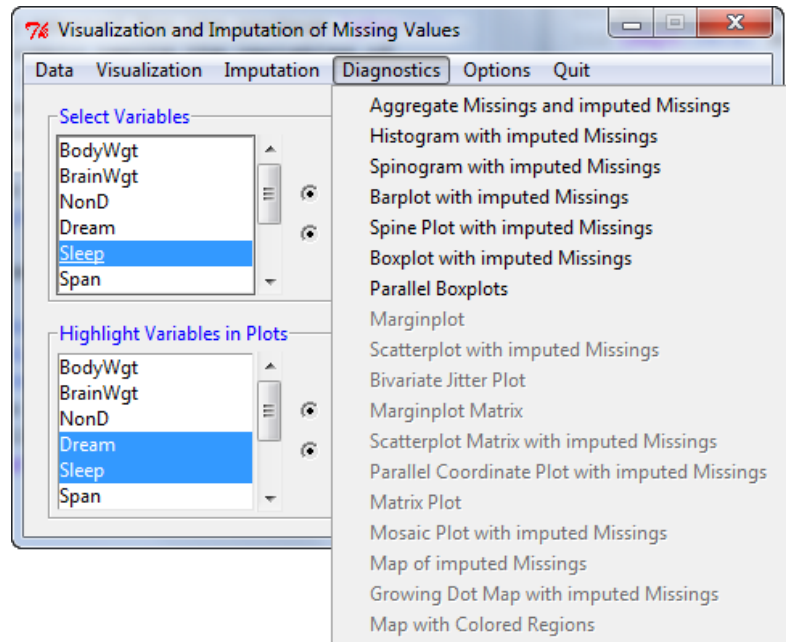 Visualization and Imputation of Missing Values
Data Visualization Imputation Diagnostics Options Quit
Select Variables
BodyWgt
BrainWgt
NonD
Dream
Sleep
Span
Highlight Variables in Plots
BodyWgt
BrainWgt
NonD
Dream
Sleep
Span
Aggregate Missings and imputed Missings
Histogram with imputed Missings
Spinogram with imputed Missings
Barplot with imputed Missings
Spine Plot with imputed Missings
Boxplot with imputed Missings
Parallel Boxplots
Marginplot
Scatterplot with imputed Missings
Bivariate Jitter Plot
Marginplot Matrix
Scatterplot Matrix with imputed Missings
Parallel Coordinate Plot with imputed Missings
Matrix Plot
Mosaic Plot with imputed Missings
Map of imputed Missings
Growing Dot Map with imputed Missings
Map with Colored Regions